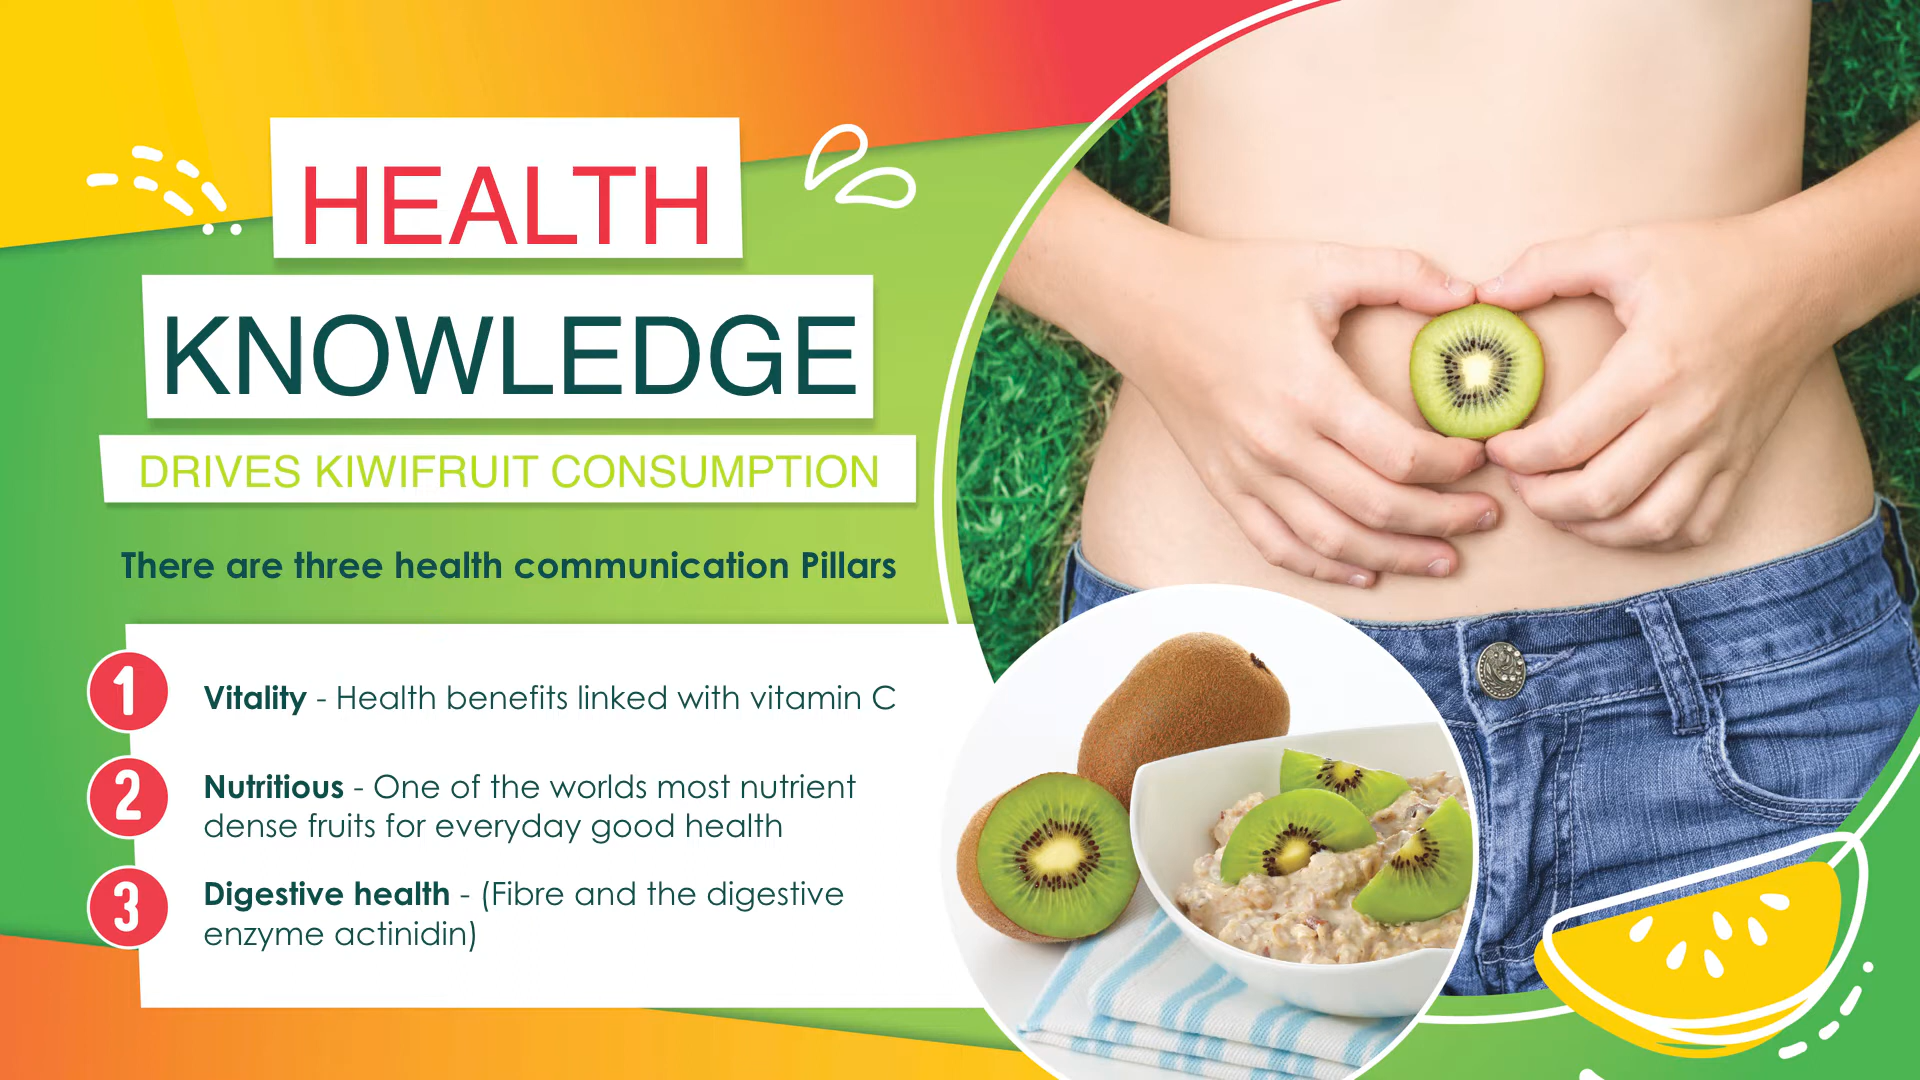 HEALTH
KNOWLEDGE
DRIVES KIWIFRUIT CONSUMPTION
There are three health communication Pillars
1
Vitality - Health benefits linked with vitamin C
2
Nutritious - One of the worlds most nutrient
dense fruits for everyday good health
3
Digestive health - (Fibre and the digestive
enzyme actinidin)